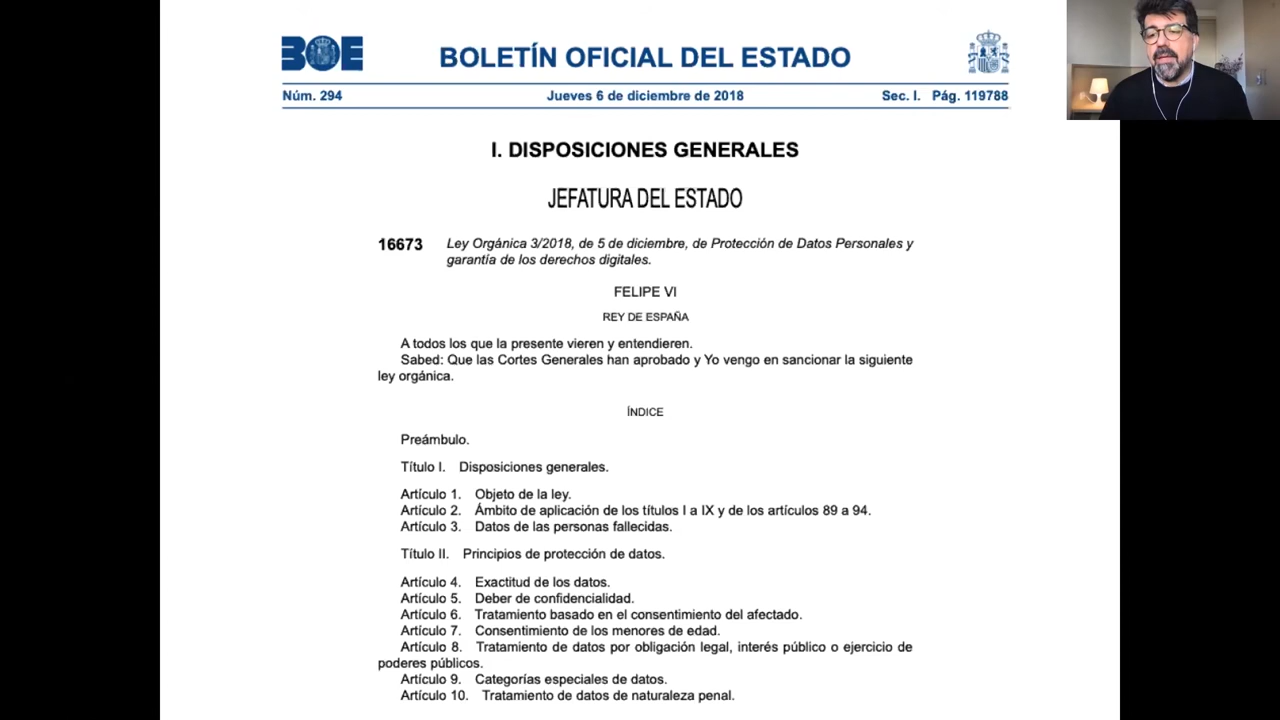 BOE
BOLETÍN OFICIAL DEL ESTADO
Núm. 294 Jueves 6 de diciembre de 2018 Sec. I. Pág. 119788
I. DISPOSICIONES GENERALES
JEFATURA DEL ESTADO
16673 Ley Orgánica 3/2018, de 5 de diciembre, de Protección de Datos Personales y
garantía de los derechos digitales.
FELIPE VI
REY DE ESPAÑA
A todos los que la presente vieren y entendieren.
Sabed: Que las Cortes Generales han aprobado y Yo vengo en sancionar la siguiente
ley orgánica.
ÍNDICE
Preámbulo.
Título I. Disposiciones generales.
Artículo 1. Objeto de la ley.
Artículo 2. Ámbito de aplicación de los títulos I a IX y de los artículos 89 a 94.
Artículo 3. Datos de las personas fallecidas.
Título II. Principios de protección de datos.
Artículo 4. Exactitud de los datos.
Artículo 5. Deber de confidencialidad.
Artículo 6. Tratamiento basado en el consentimiento del afectado.
Artículo 7. Consentimiento de los menores de edad.
Artículo 8. Tratamiento de datos por obligación legal, interés público o ejercicio de
poderes públicos.
Artículo 9. Categorías especiales de datos.
Artículo 10. Tratamiento de datos de naturaleza penal.